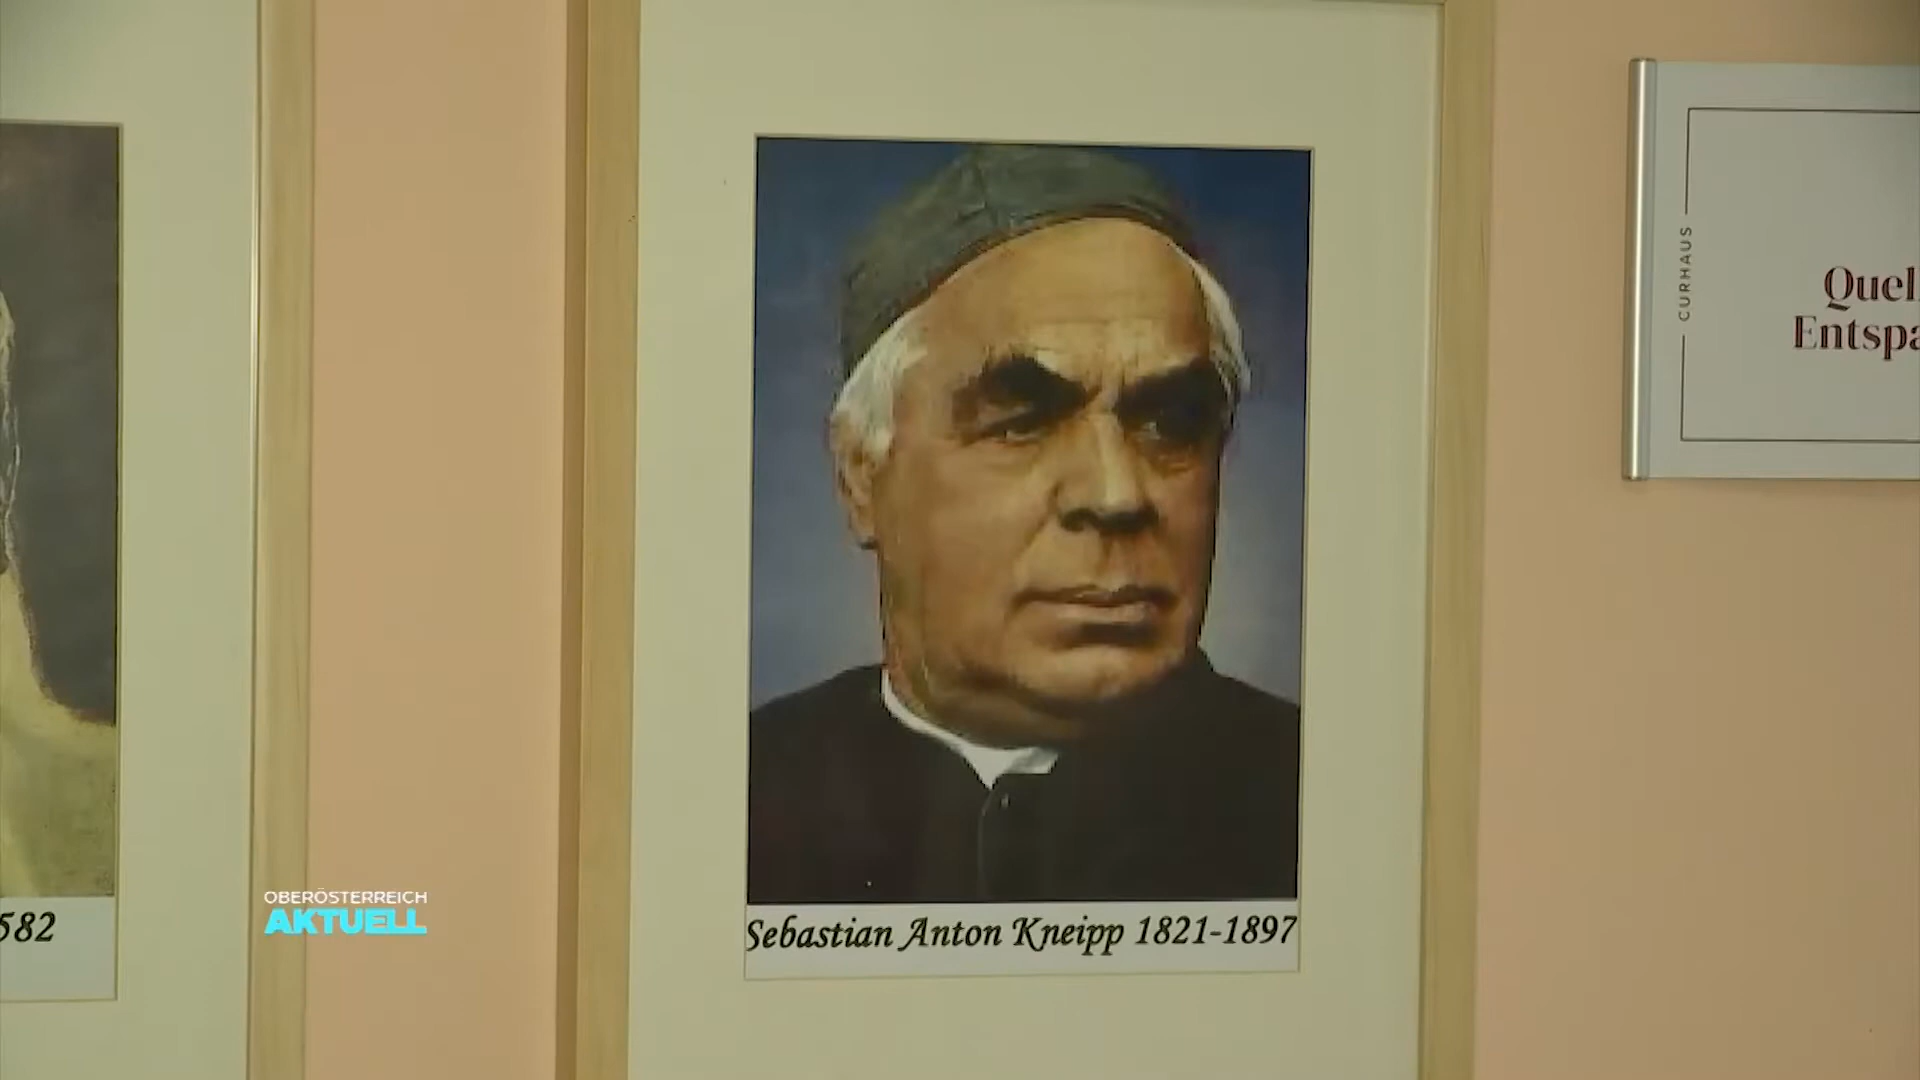 CURHAUS
Quel
Entspa
582
OBERÖSTERREICH
AKTUELL
Sebastian Anton Kneipp 1821-1897